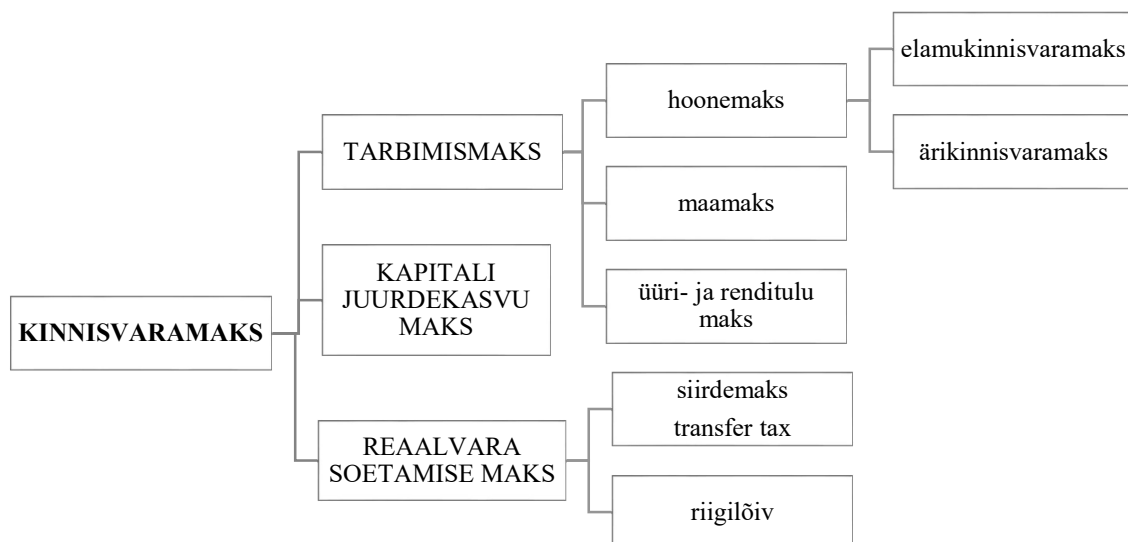 KINNISVARAMAKS
TARBIMISMAKS
hoonemaks
elamukinnisvaramaks
ärikinnisvaramaks
maamaks
üüri- ja renditulu
maks
KAPITALI
JUURDEKASVU
MAKS
REAALVARA
SOETAMISE MAKS
siirdemaks
transfer tax
riigilõiv